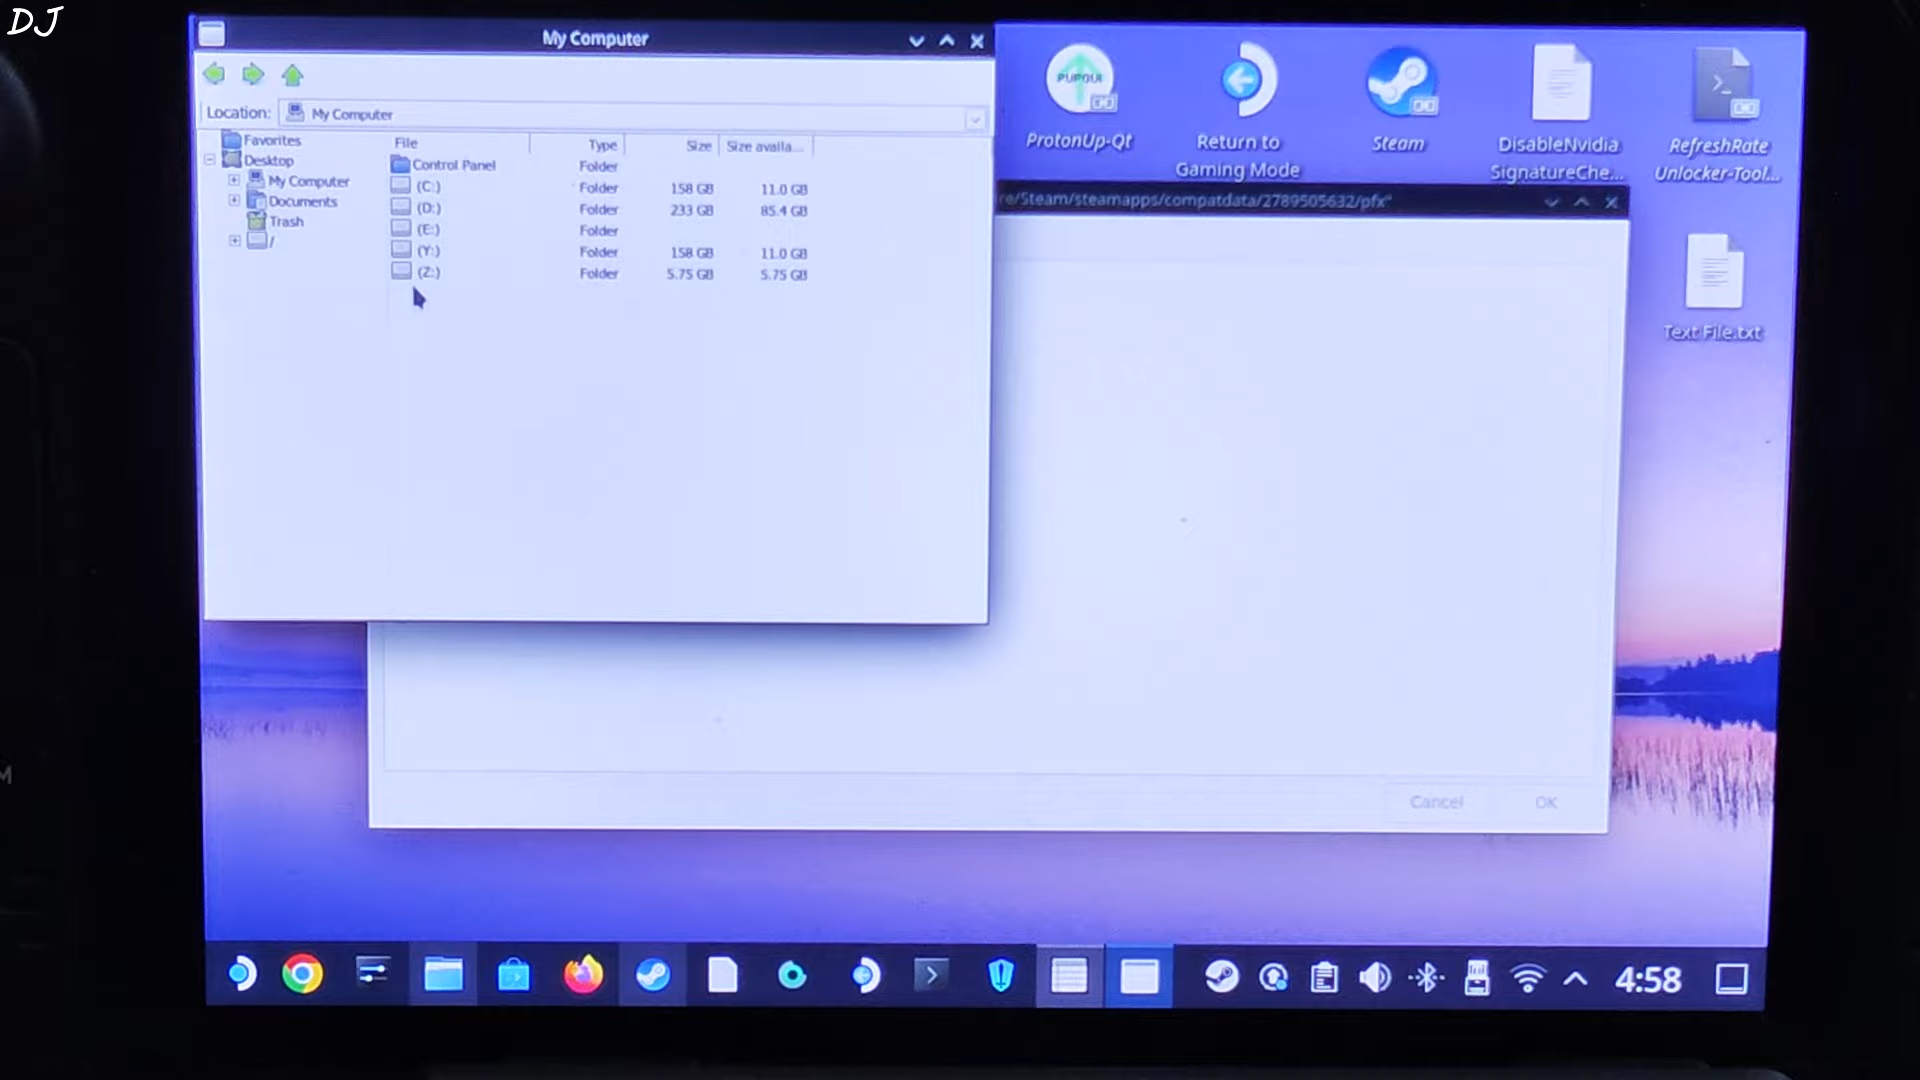 DJ
My Computer
Location: My Computer
Favorites
Desktop
My Computer
Documents
Trash
/
File Type Size Size availa...
Control Panel Folder
(C:) Folder 158 GB 11.0 GB
(D:) Folder 233 GB 85.4 GB
(E:) Folder
(Y:) Folder 158 GB 11.0 GB
(Z:) Folder 5.75 GB 5.75 GB
PUPGUI
ProtonUp-Qt
Return to
Gaming Mode
Steam
DisableNvidia
SignatureChe...
RefreshRate
Unlocker-Tool...
re/Steam/steamapps/compatdata/2789505632/pfx"
Text File.txt
Cancel OK
4:58
M